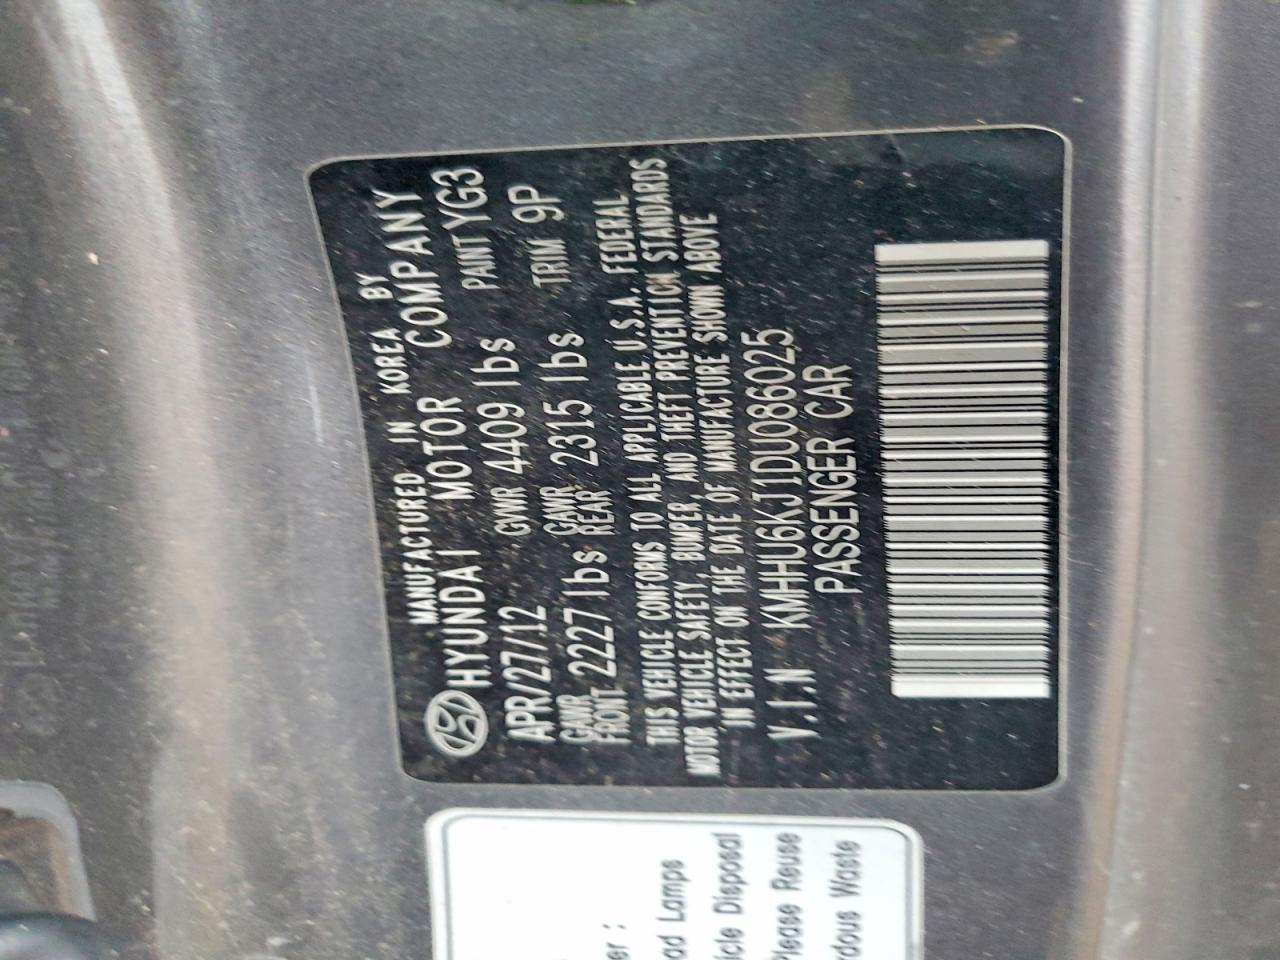 MANUFACTURED IN KOREA BY
HYUNDAI MOTOR COMPANY
APR/27/12 GVWR 4409 lbs PAINT YG3
GAWR FRONT 2227 lbs GAWR REAR 2315 lbs TRIM 9P
THIS VEHICLE CONFORMS TO ALL APPLICABLE U.S.A. FEDERAL
MOTOR VEHICLE SAFETY, BUMPER, AND THEFT PREVENTION STANDARDS
IN EFFECT ON THE DATE OF MANUFACTURE SHOWN ABOVE
V.I.N KMHHU6KJ1DU086025
PASSENGER CAR
er :
ad Lamps
icle Disposal
Please Reuse
rdous Waste